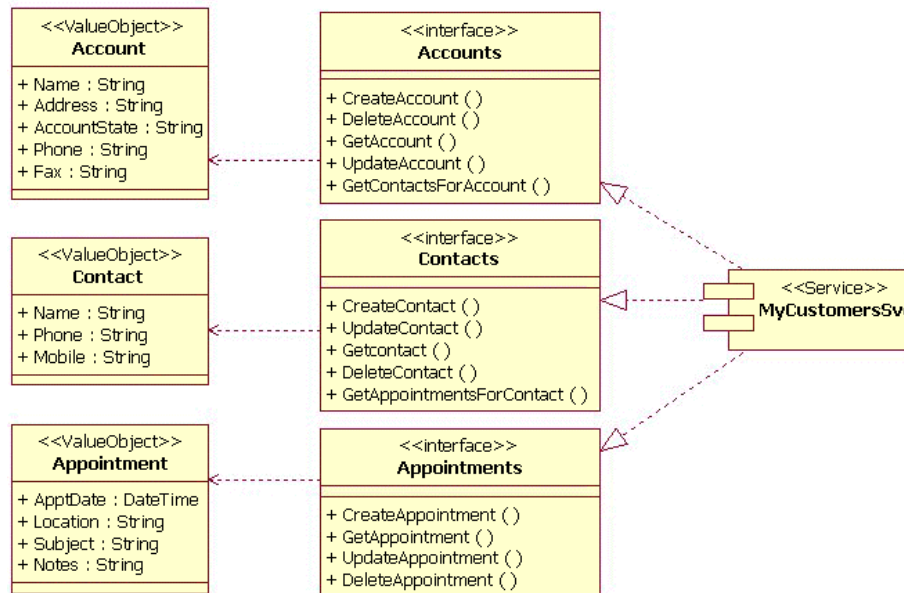 <<ValueObject>>
Account
+ Name : String
+ Address : String
+ AccountState : String
+ Phone : String
+ Fax : String
<<interface>>
Accounts
+ CreateAccount ( )
+ DeleteAccount ( )
+ GetAccount ( )
+ UpdateAccount ( )
+ GetContactsForAccount ( )
<<ValueObject>>
Contact
+ Name : String
+ Phone : String
+ Mobile : String
<<interface>>
Contacts
+ CreateContact ( )
+ UpdateContact ( )
+ Getcontact ( )
+ DeleteContact ( )
+ GetAppointmentsForContact ( )
<<Service>>
MyCustomersSv
<<ValueObject>>
Appointment
+ ApptDate : DateTime
+ Location : String
+ Subject : String
+ Notes : String
<<interface>>
Appointments
+ CreateAppointment ( )
+ GetAppointment ( )
+ UpdateAppointment ( )
+ DeleteAppointment ( )